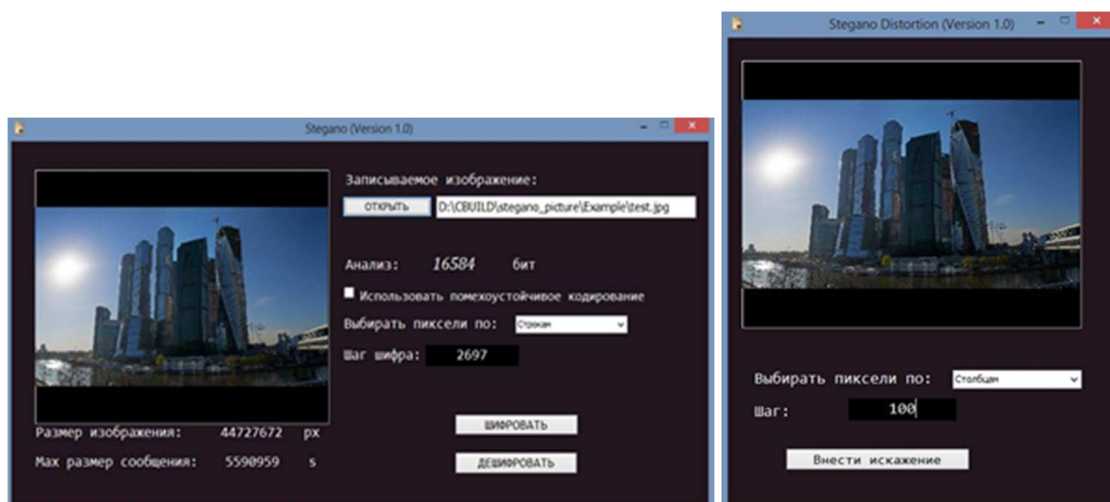 Stegano (Version 1.0)
Записываемое изображение:
ОТКРЫТЬ D:\CBUILD\stegano_picture\Example\test.jpg
Анализ: 16584 бит
Использовать помехоустойчивое кодирование
Выбирать пиксели по: Строкам
Шаг шифра: 2697
Размер изображения: 44727672 px
Max размер сообщения: 5590959 s
ШИФРОВАТЬ
ДЕШИФРОВАТЬ
Stegano Distortion (Version 1.0)
Выбирать пиксели по: Столбцам
Шаг: 100
Внести искажение